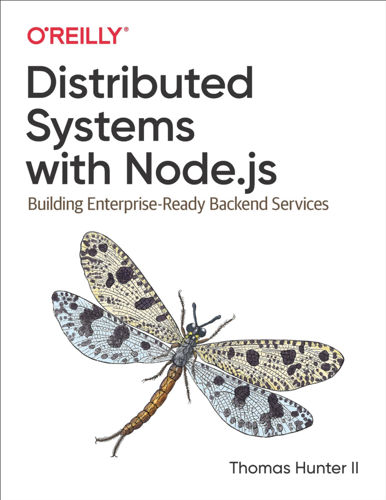 O'REILLY®
Distributed
Systems
with Node.js
Building Enterprise-Ready Backend Services
Thomas Hunter II